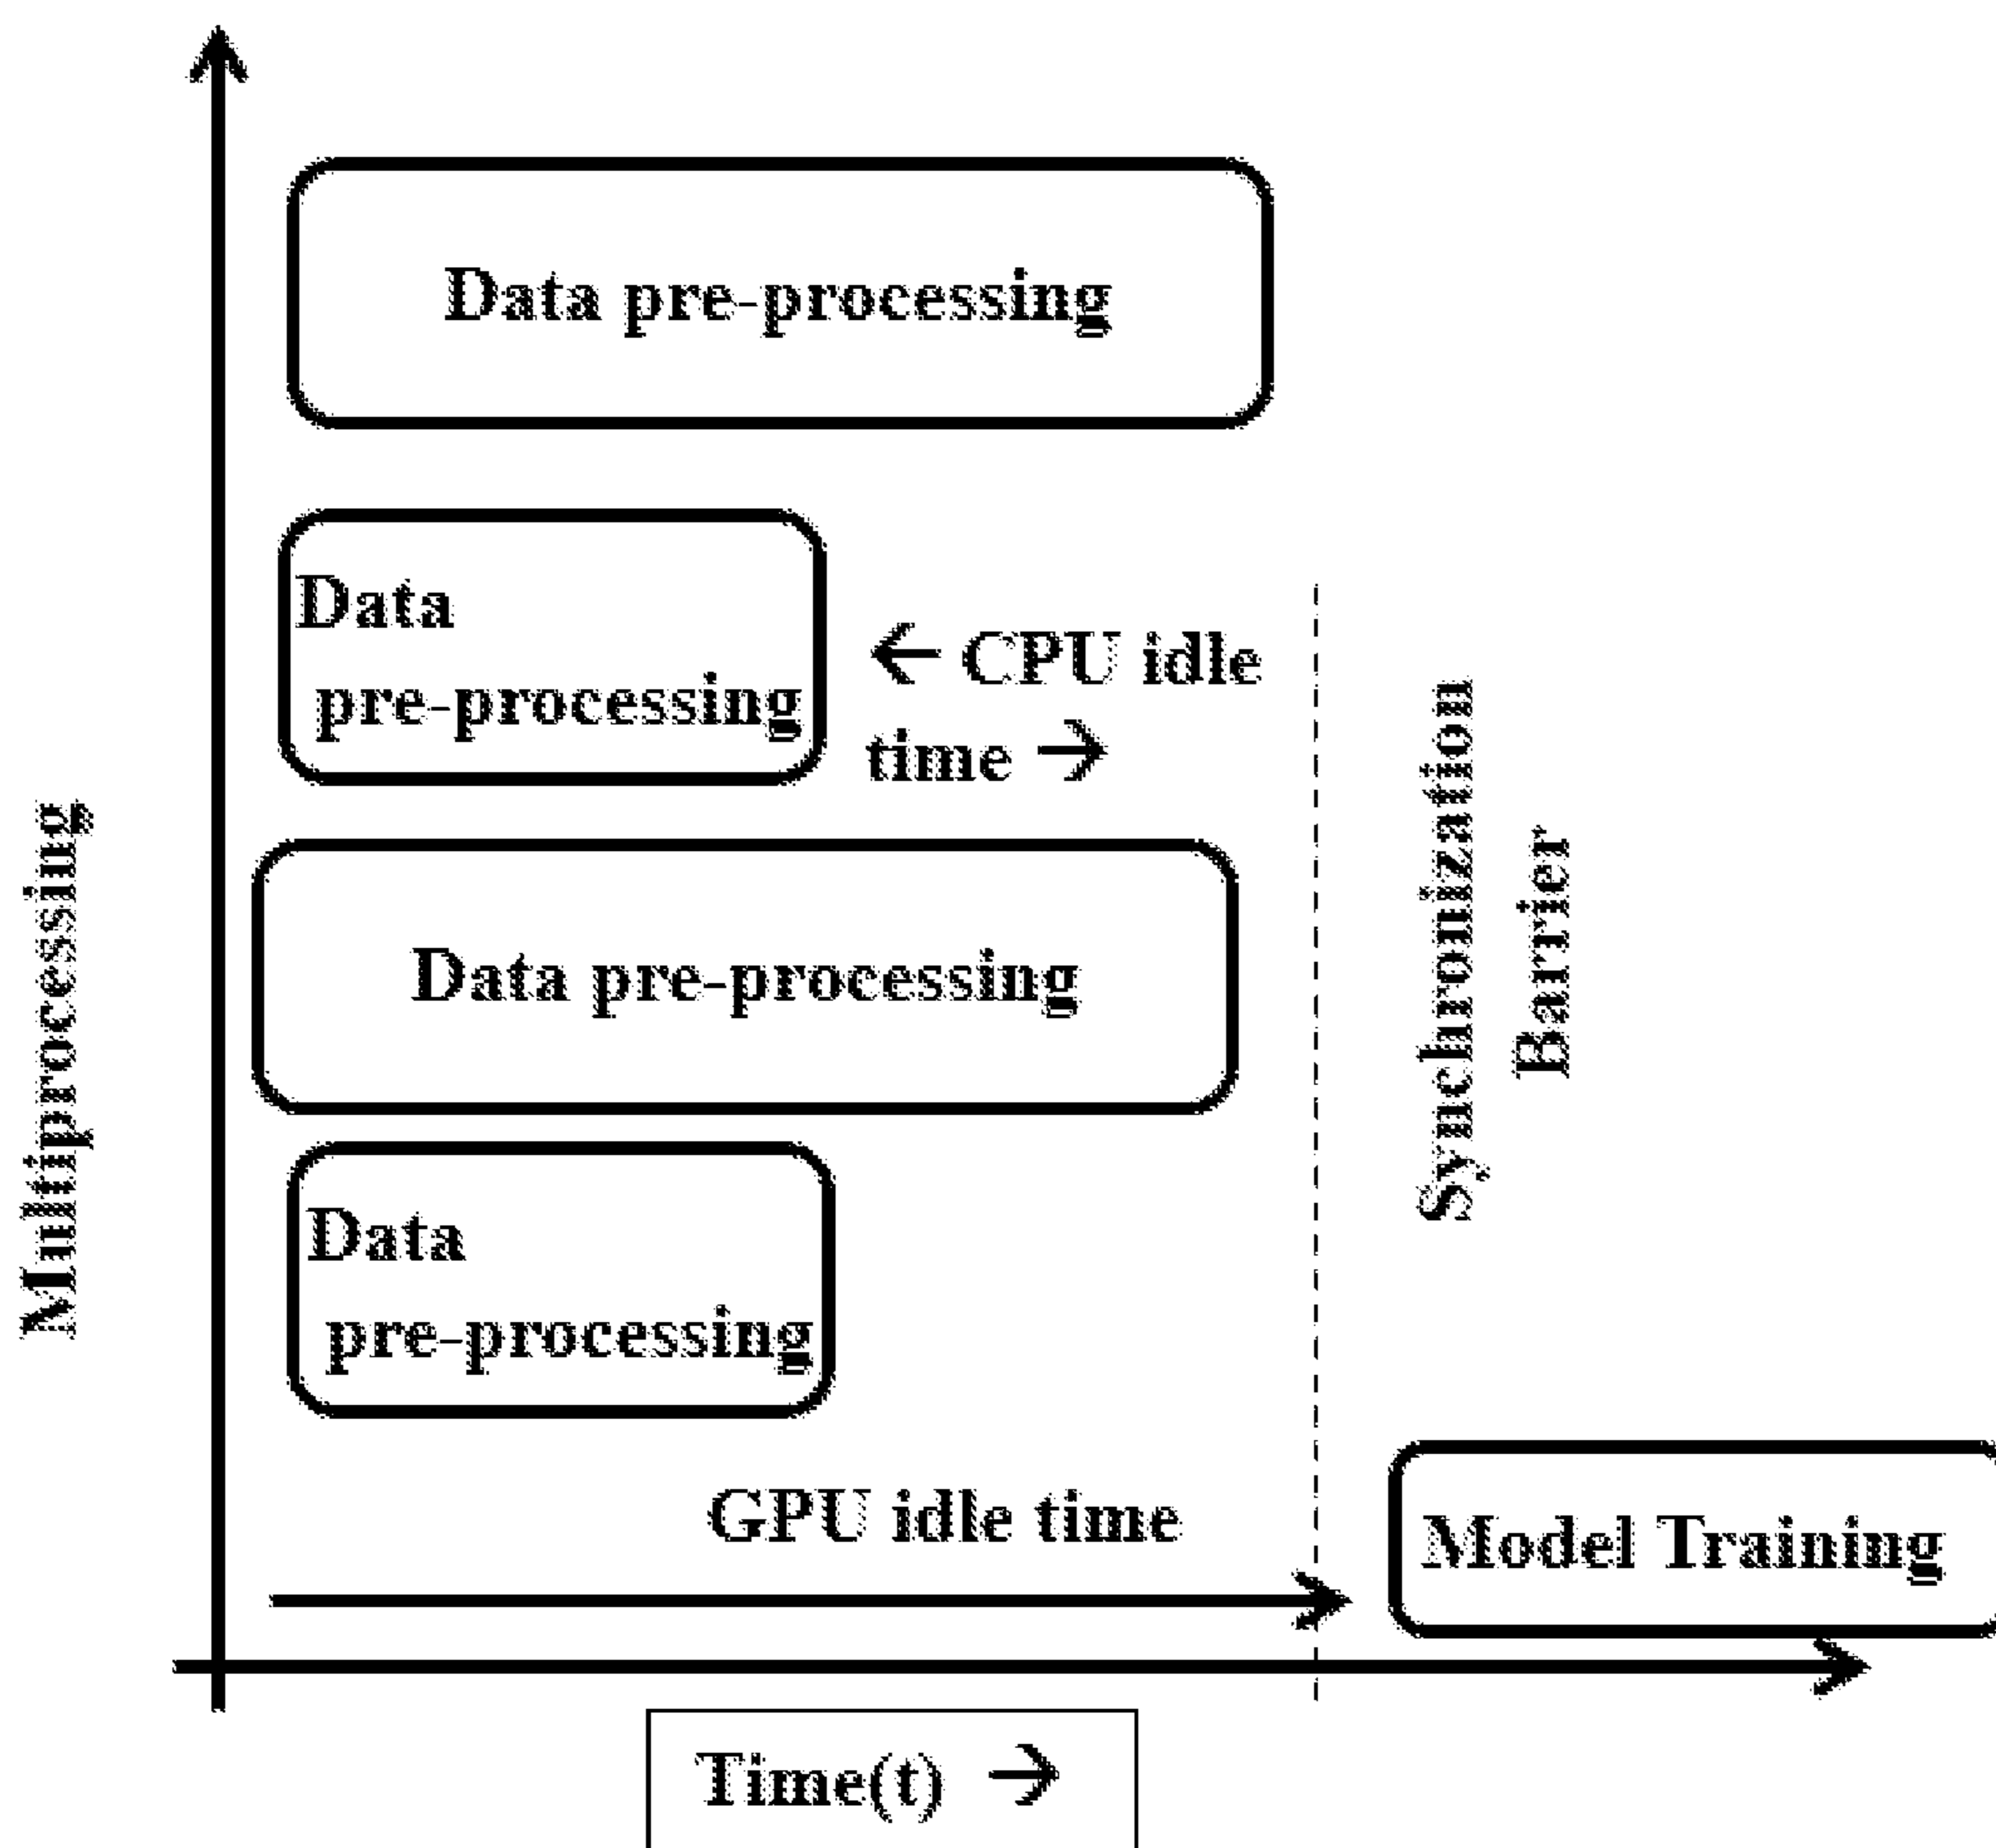 Data pre-processing
Data
pre-processing
← CPU idle
time →
Data pre-processing
Data
pre-processing
Multiprocessing
Synchronization
Barrier
GPU idle time
Model Training
Time(t) →